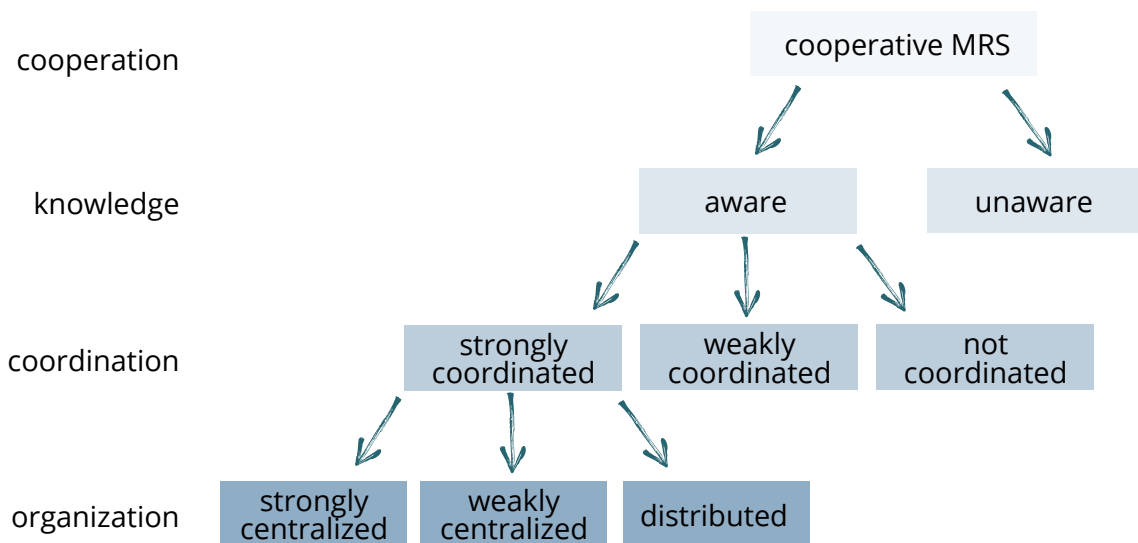 cooperation
cooperative MRS
knowledge
aware
unaware
coordination
strongly
coordinated
weakly
coordinated
not
coordinated
organization
strongly
centralized
weakly
centralized
distributed